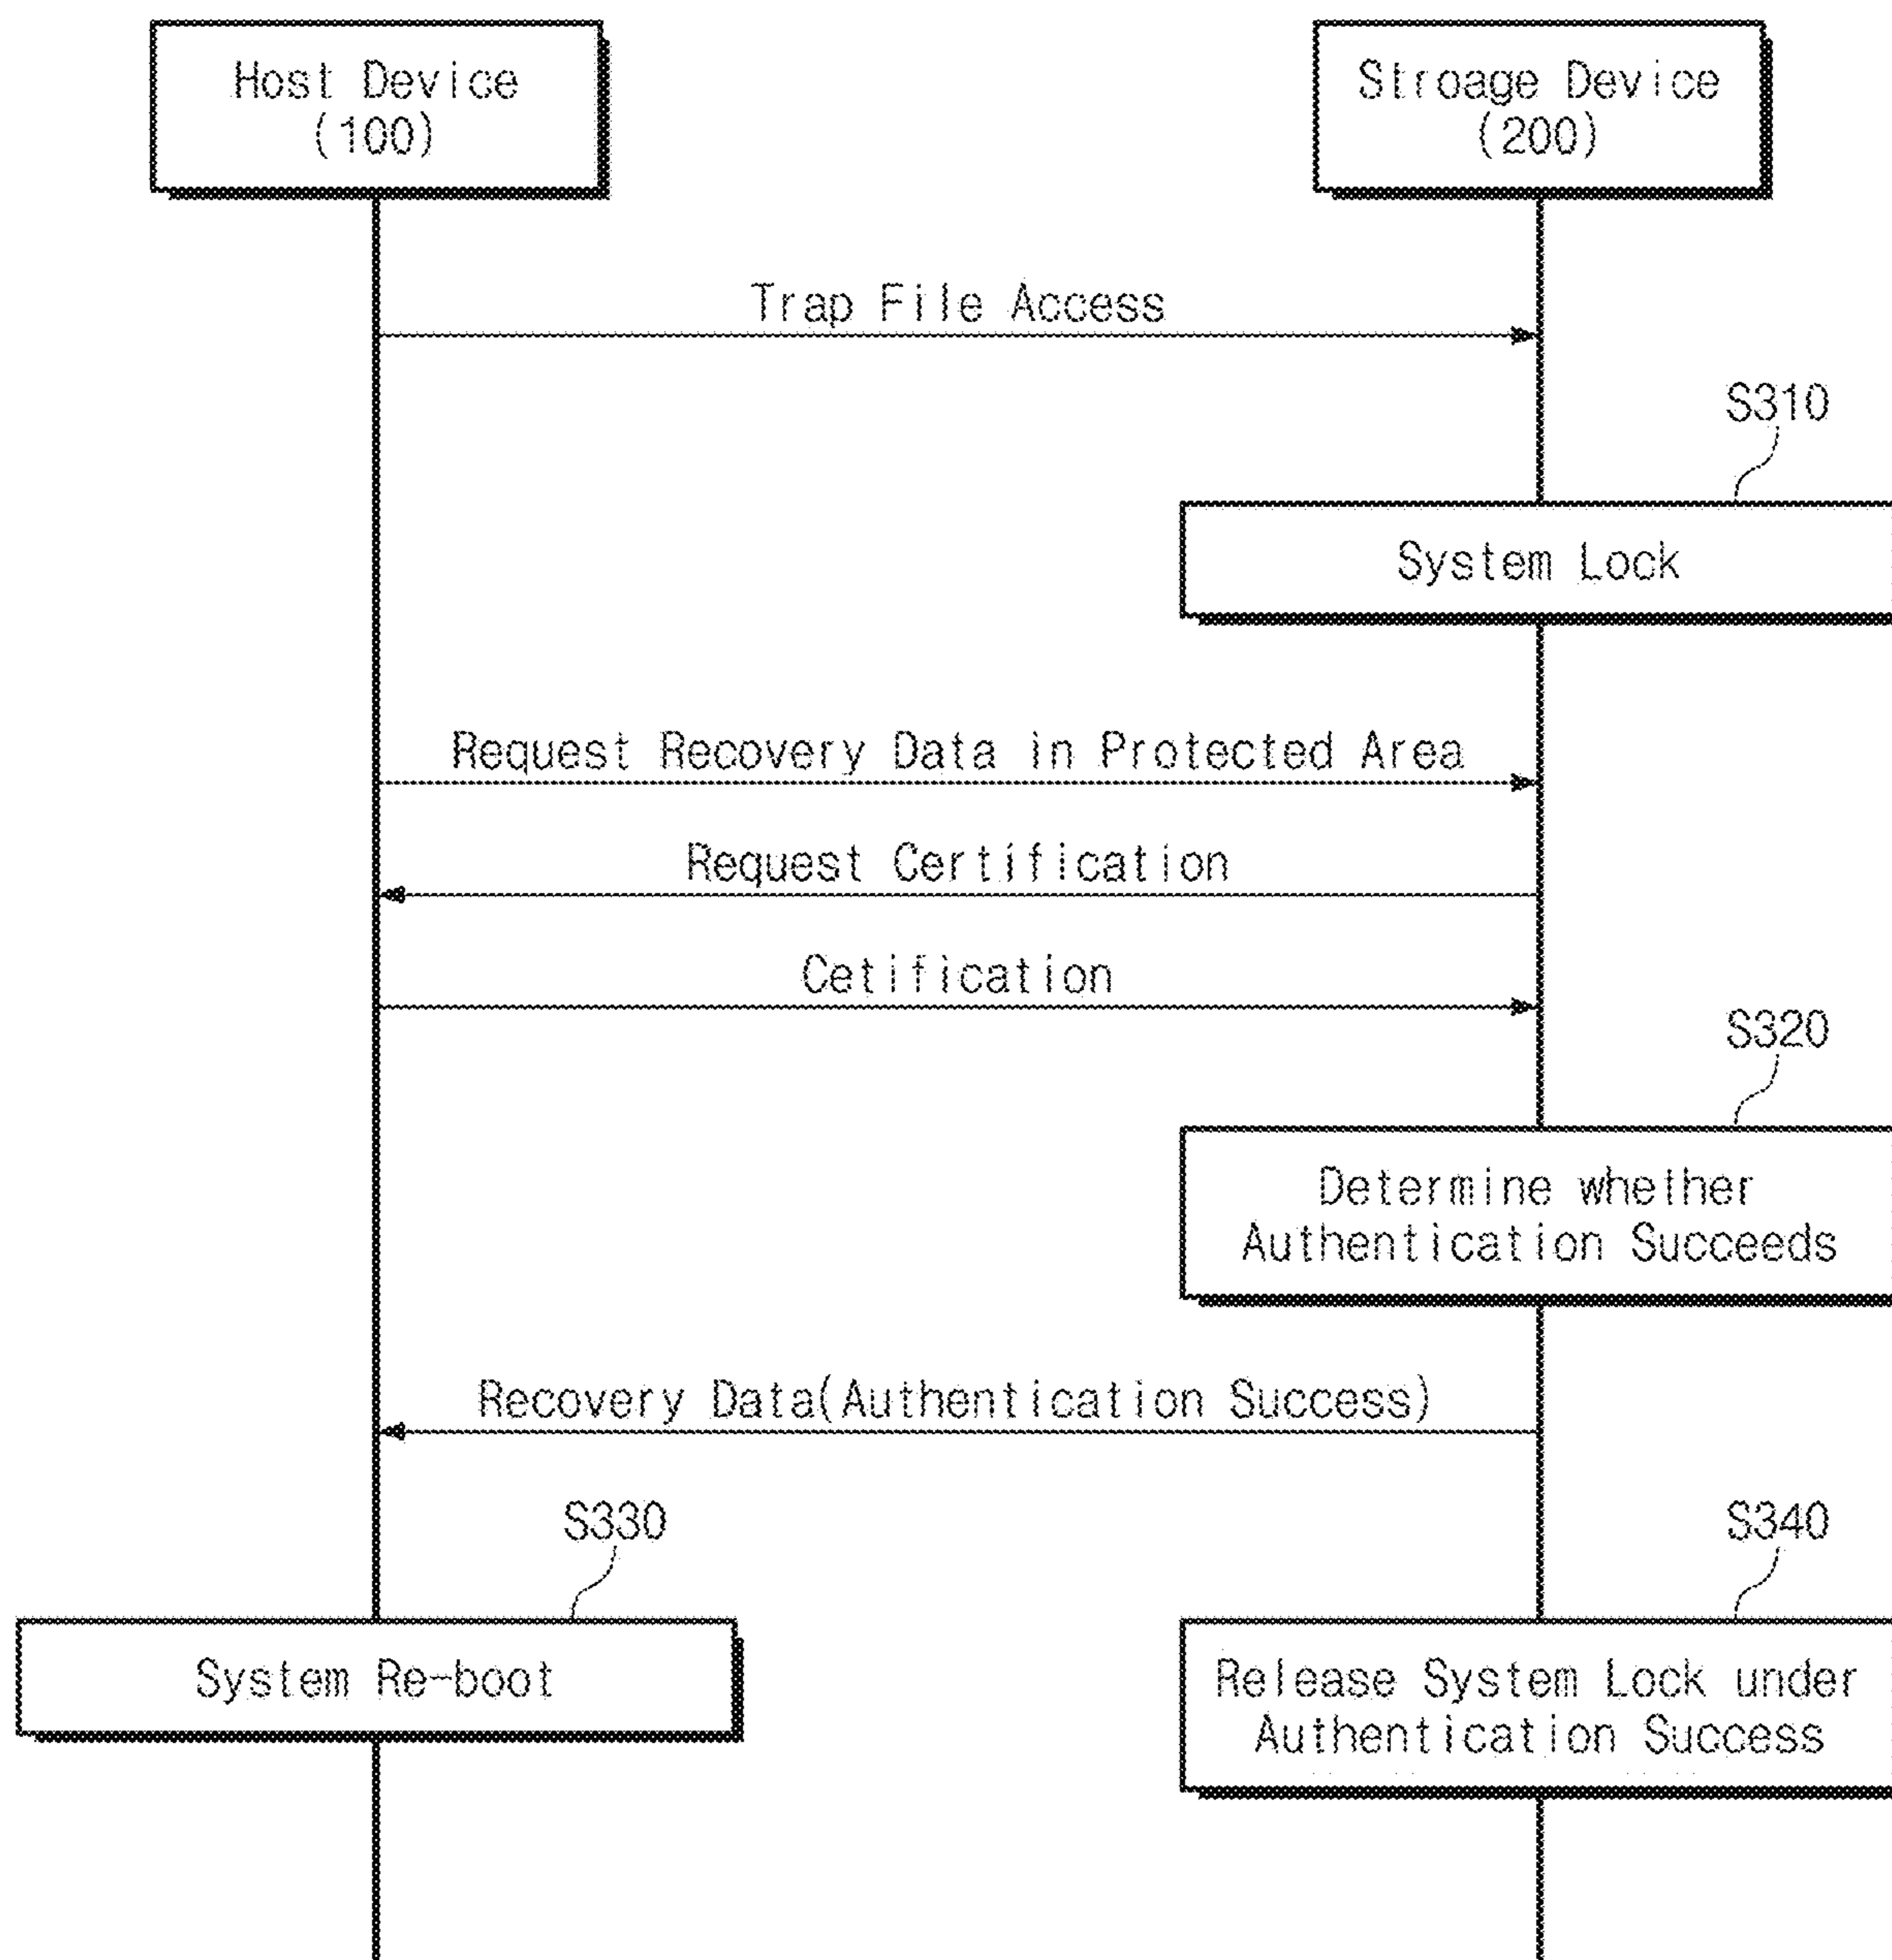 Host Device
(100)
Stroage Device
(200)
Trap File Access
S310
System Lock
Request Recovery Data in Protected Area
Request Certification
Cetification
S320
Determine whether
Authentication Succeeds
Recovery Data(Authentication Success)
S330
S340
System Re-boot
Release System Lock under
Authentication Success